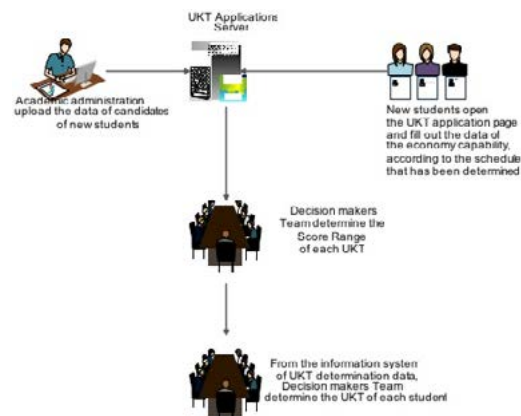 UKT Applications
Server
Academic administration
upload the data of candidates
of new students
New students open
the UKT application page
and fill out the data of
the economy capability,
according to the schedule
that has been determined
Decision makers
Team determine the
Score Range
of each UKT
From the information system
of UKT determination data,
Decision makers Team
determine the UKT of each student